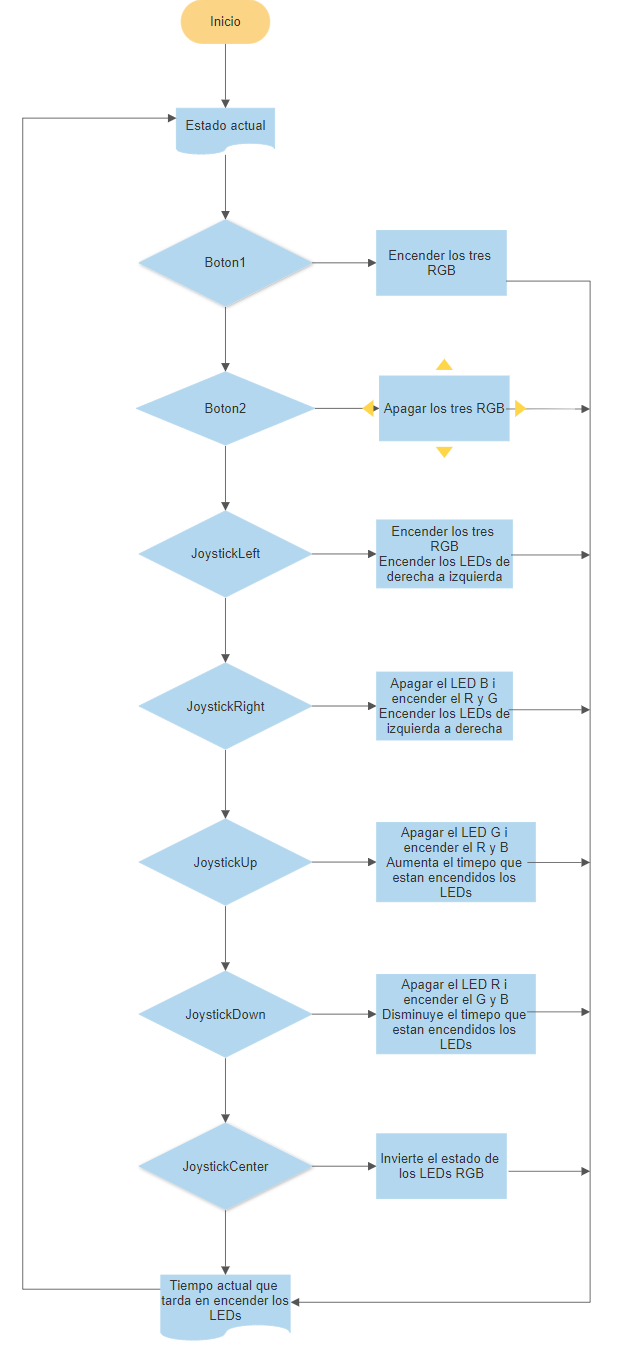 Inicio
Estado actual
Boton1
Encender los tres
RGB
Boton2
Apagar los tres RGB
JoystickLeft
Encender los tres
RGB
Encender los LEDs de
derecha a izquierda
JoystickRight
Apagar el LED B i
encender el R y G
Encender los LEDs de
izquierda a derecha
JoystickUp
Apagar el LED G i
encender el R y B
Aumenta el timepo que
estan encendidos los
LEDs
JoystickDown
Apagar el LED R i
encender el G y B
Disminuye el timepo que
estan encendidos los
LEDs
JoystickCenter
Invierte el estado de
los LEDs RGB
Tiempo actual que
tarda en encender los
LEDs